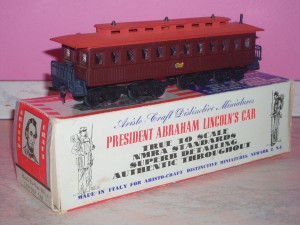 Aristo Craft Distinctive Miniatures
PRESIDENT ABRAHAM LINCOLN'S CAR
TRUE TO SCALE
NMRA STANDARDS
SUPERB DETAILING
AUTHENTIC THROUGHOUT
MADE IN ITALY FOR ARISTO-CRAFT DISTINCTIVE MINIATURES, NEWARK 5, N.J.